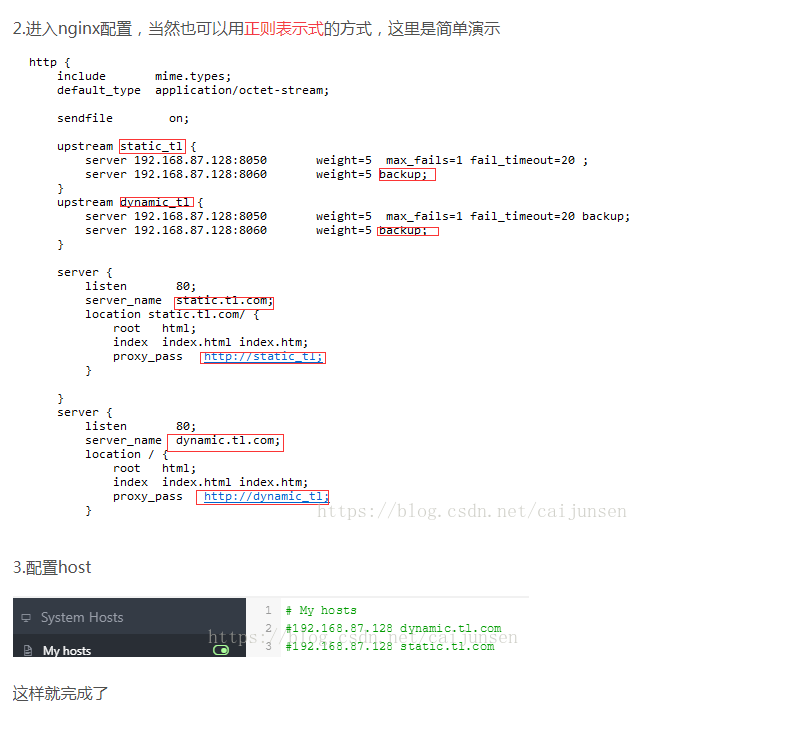 2.进入nginx配置，当然也可以用正则表示式的方式，这里是简单演示
http {
include mime.types;
default_type application/octet-stream;
sendfile on;
upstream static_tl {
server 192.168.87.128:8050 weight=5 max_fails=1 fail_timeout=20 ;
server 192.168.87.128:8060 weight=5 backup;
}
upstream dynamic_tl {
server 192.168.87.128:8050 weight=5 max_fails=1 fail_timeout=20 backup;
server 192.168.87.128:8060 weight=5 backup;
}
server {
listen 80;
server_name static.tl.com;
location static.tl.com/ {
root html;
index index.html index.htm;
proxy_pass http://static_tl;
}
}
server {
listen 80;
server_name dynamic.tl.com;
location / {
root html;
index index.html index.htm;
proxy_pass http://dynamic_tl;
}
https://blog.csdn.net/caijunsen
3.配置host
System Hosts
My hosts
1 # My hosts
2 #192.168.87.128 dynamic.tl.com
3 #192.168.87.128 static.tl.com
https://blog.csdn.net/caijunsen
这样就完成了